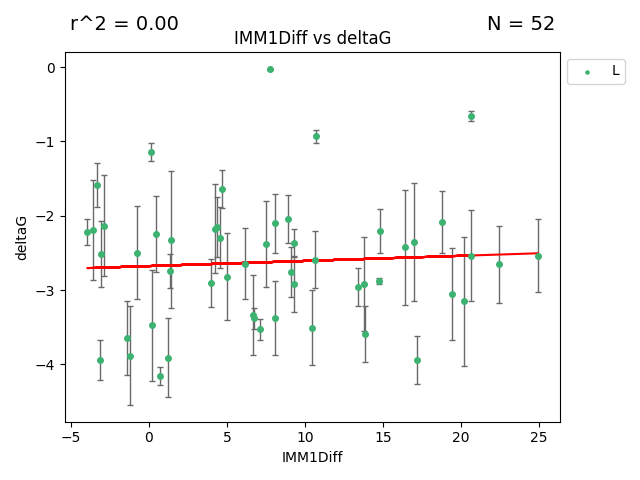 r^2 = 0.00
N = 52
IMM1Diff vs deltaG
L
0
−1
−2
−3
−4
deltaG
−5
0
5
10
15
20
25
IMM1Diff